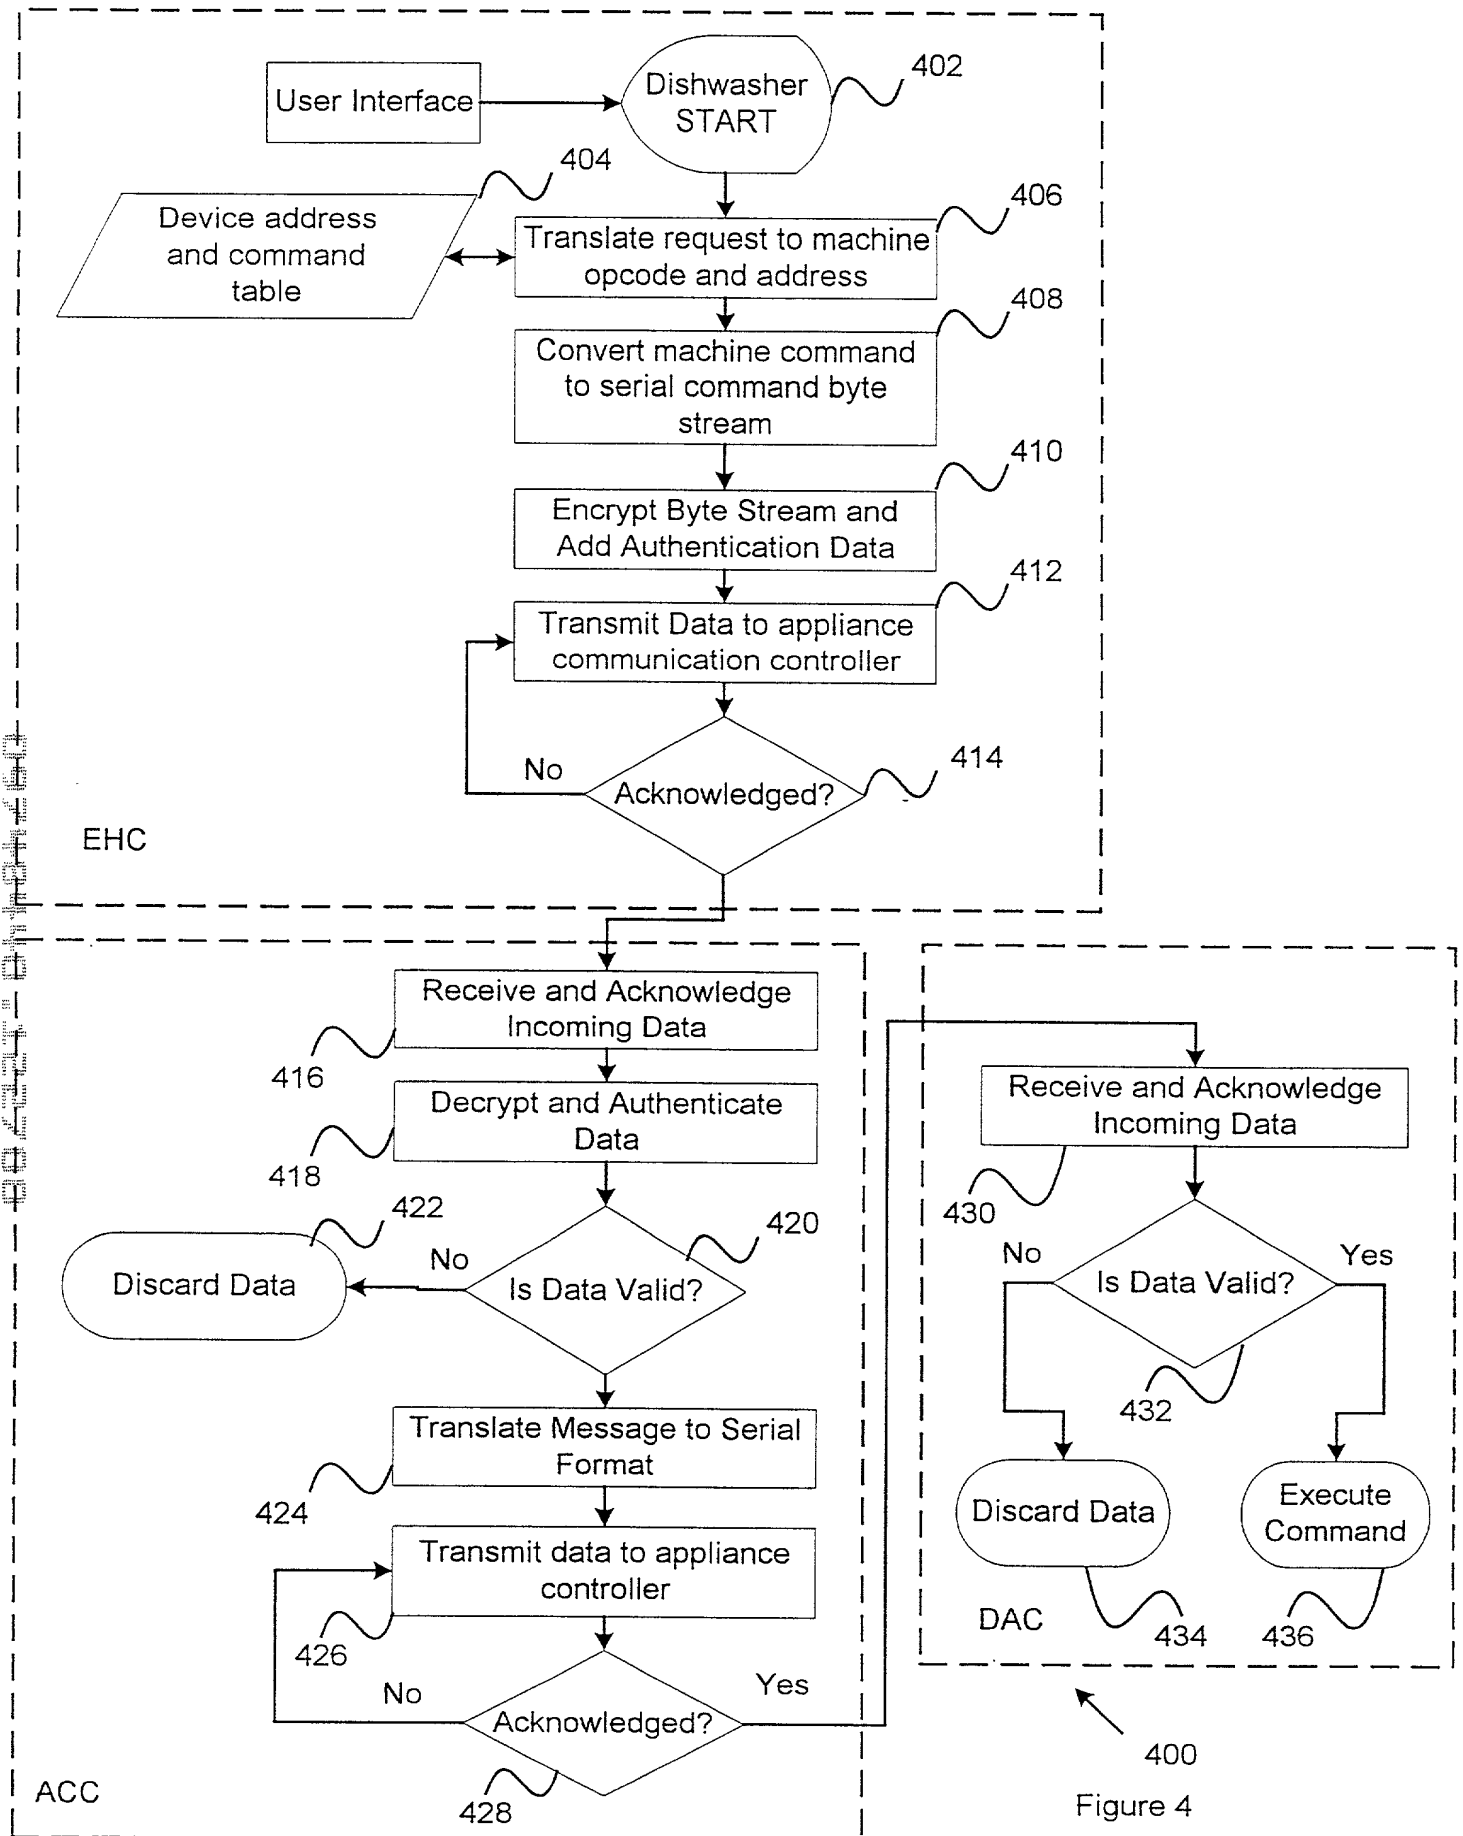 User Interface
Dishwasher
START
402
404
Device address
and command
table
406
Translate request to machine
opcode and address
408
Convert machine command
to serial command byte
stream
410
Encrypt Byte Stream and
Add Authentication Data
412
Transmit Data to appliance
communication controller
No
Acknowledged?
414
EHC
Receive and Acknowledge
Incoming Data
416
Decrypt and Authenticate
Data
418
422
Discard Data
No
Is Data Valid?
420
Translate Message to Serial
Format
424
Transmit data to appliance
controller
426
No
Acknowledged?
Yes
428
ACC
Receive and Acknowledge
Incoming Data
430
No
Is Data Valid?
Yes
432
Discard Data
Execute
Command
DAC
434
436
400
Figure 4